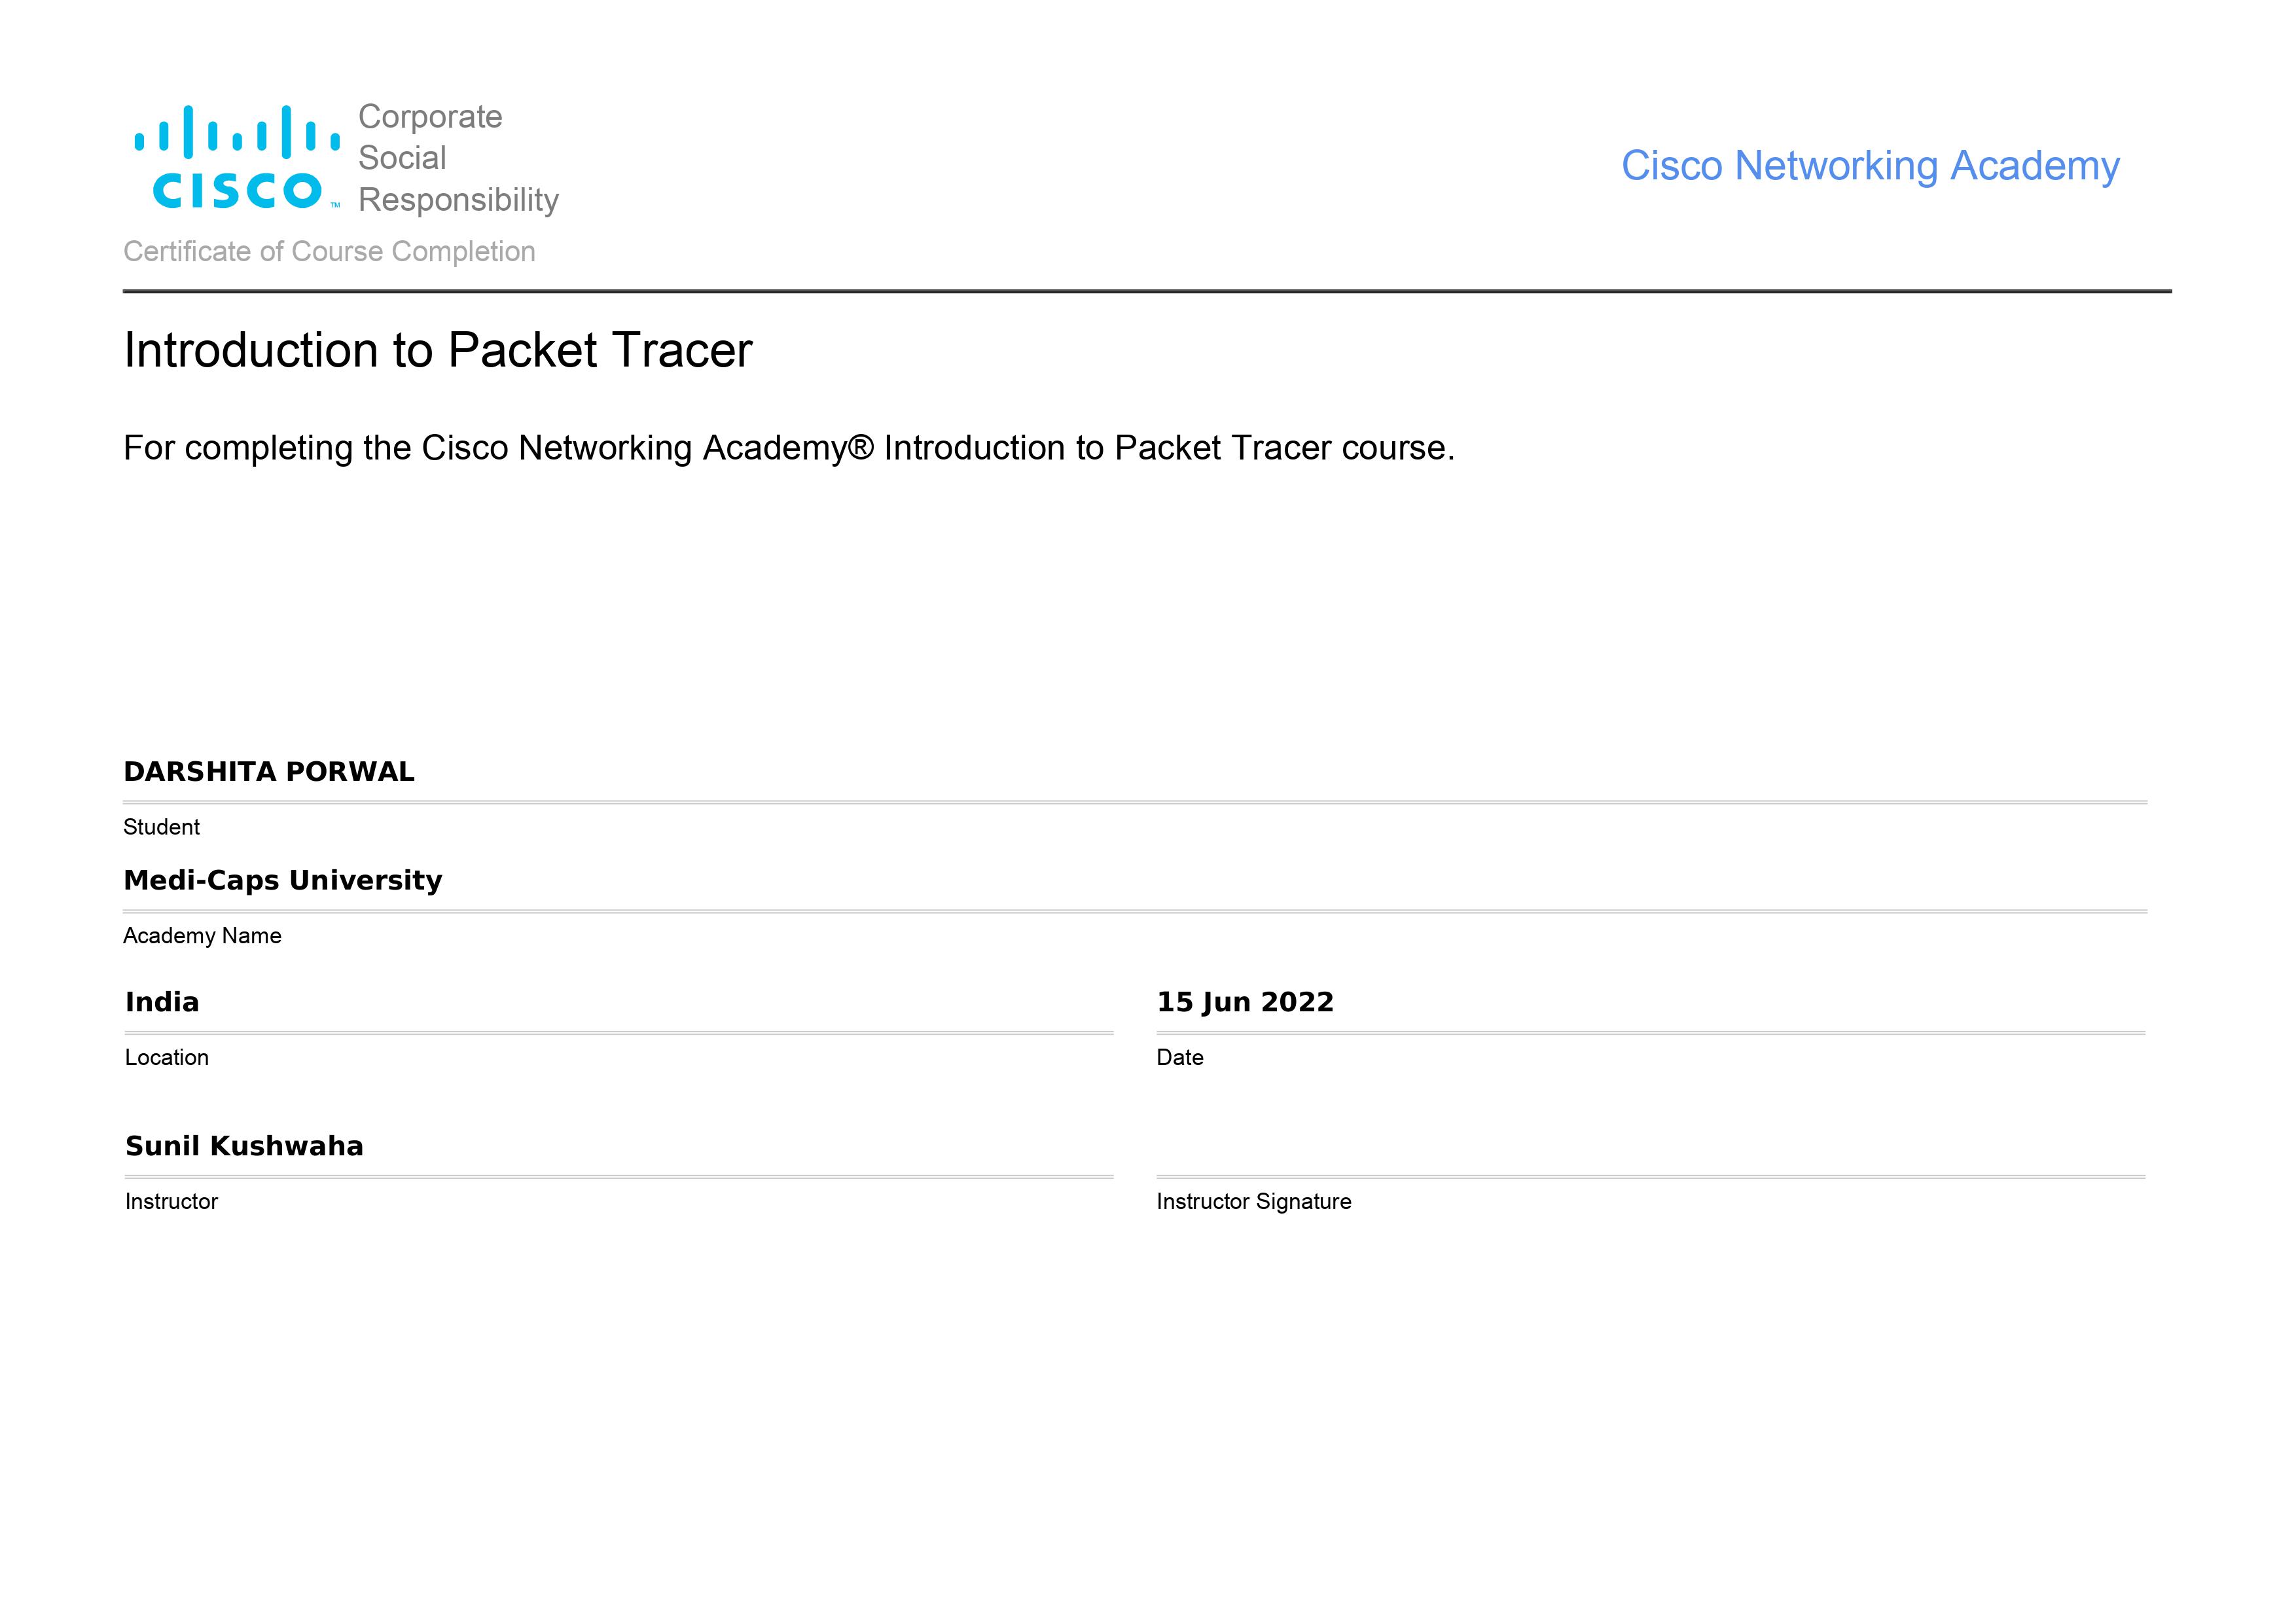 Corporate
Social
Responsibility
CISCO™
Cisco Networking Academy
Certificate of Course Completion
Introduction to Packet Tracer
For completing the Cisco Networking Academy® Introduction to Packet Tracer course.
DARSHITA PORWAL
Student
Medi-Caps University
Academy Name
India
15 Jun 2022
Location
Date
Sunil Kushwaha
Instructor
Instructor Signature